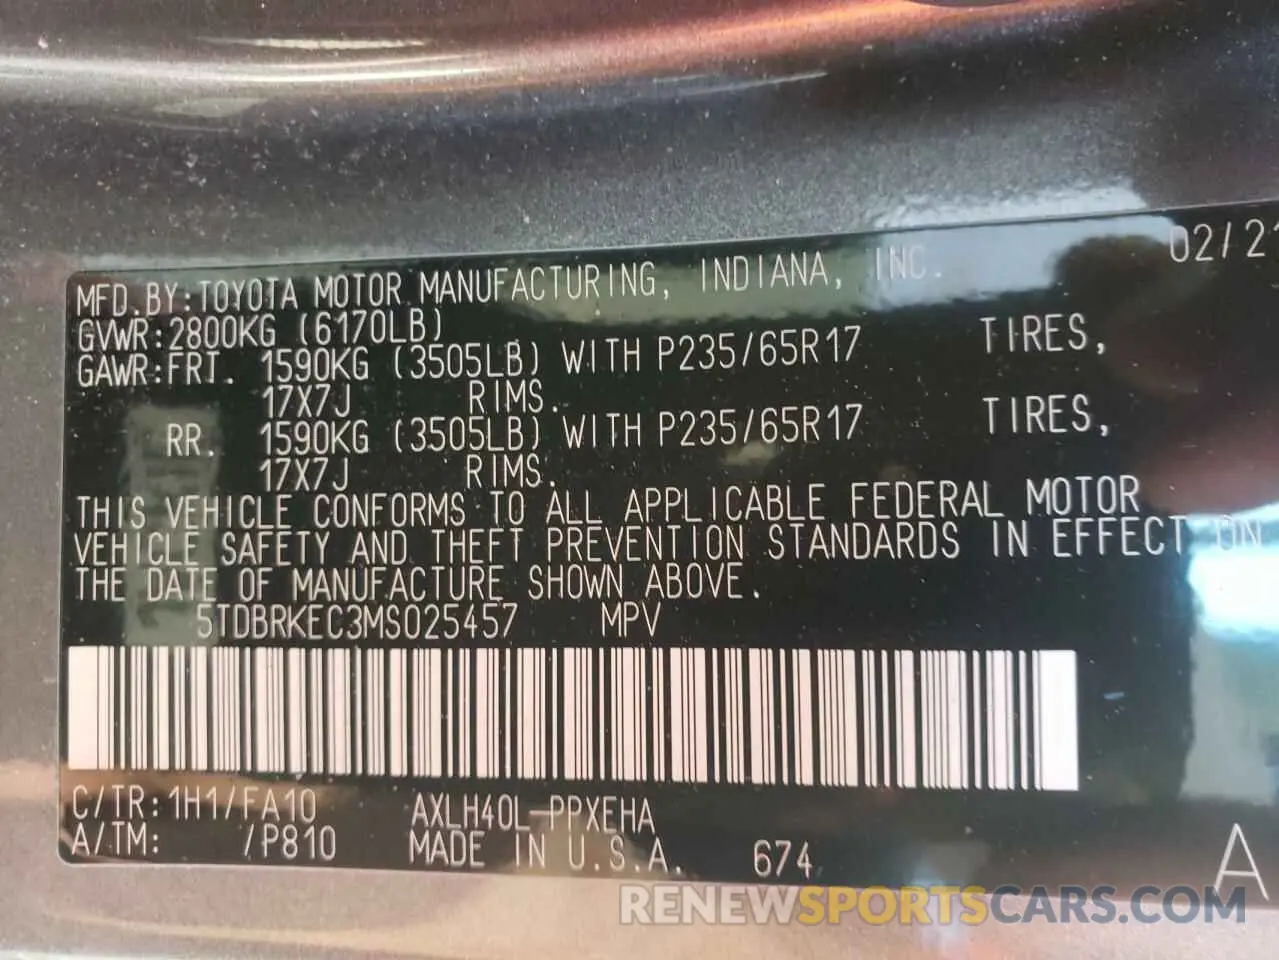 02/21
MFD.BY:TOYOTA MOTOR MANUFACTURING, INDIANA, INC.
GVWR:2800KG (6170LB)
GAWR:FRT. 1590KG (3505LB) WITH P235/65R17 TIRES,
17X7J RIMS.
RR. 1590KG (3505LB) WITH P235/65R17 TIRES,
17X7J RIMS.
THIS VEHICLE CONFORMS TO ALL APPLICABLE FEDERAL MOTOR
VEHICLE SAFETY AND THEFT PREVENTION STANDARDS IN EFFECT ON
THE DATE OF MANUFACTURE SHOWN ABOVE.
5TDBRKEC3MS025457 MPV
C/TR:1H1/FA10 AXLH40L-PPXEHA
A/TM: /P810 MADE IN U.S.A. 674
A
RENEWSPORTSCARS.COM